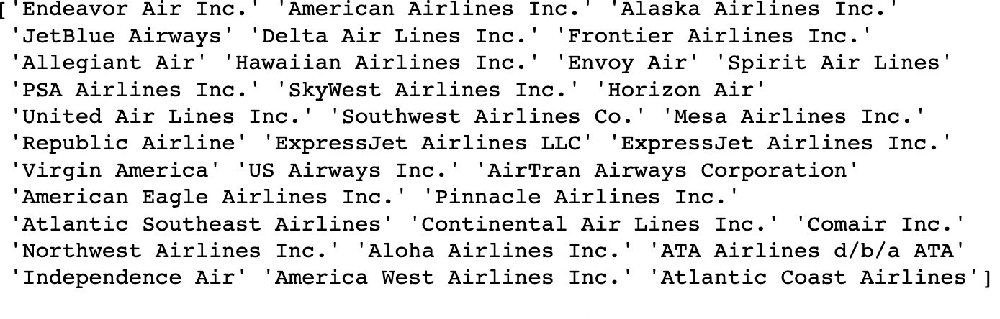 ['Endeavor Air Inc.' 'American Airlines Inc.' 'Alaska Airlines Inc.'
'JetBlue Airways' 'Delta Air Lines Inc.' 'Frontier Airlines Inc.'
'Allegiant Air' 'Hawaiian Airlines Inc.' 'Envoy Air' 'Spirit Air Lines'
'PSA Airlines Inc.' 'SkyWest Airlines Inc.' 'Horizon Air'
'United Air Lines Inc.' 'Southwest Airlines Co.' 'Mesa Airlines Inc.'
'Republic Airline' 'ExpressJet Airlines LLC' 'ExpressJet Airlines Inc.'
'Virgin America' 'US Airways Inc.' 'AirTran Airways Corporation'
'American Eagle Airlines Inc.' 'Pinnacle Airlines Inc.'
'Atlantic Southeast Airlines' 'Continental Air Lines Inc.' 'Comair Inc.'
'Northwest Airlines Inc.' 'Aloha Airlines Inc.' 'ATA Airlines d/b/a ATA'
'Independence Air' 'America West Airlines Inc.' 'Atlantic Coast Airlines']